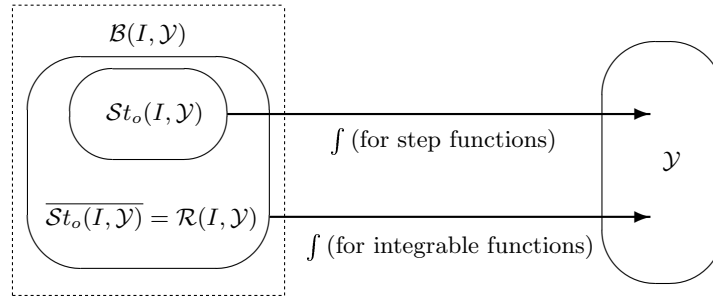 ℬ(I, 𝒴)
𝒮t_o(I, 𝒴)
∫ (for step functions)
𝒴
\overline{𝒮t_o(I, 𝒴)} = ℛ(I, 𝒴)
∫ (for integrable functions)